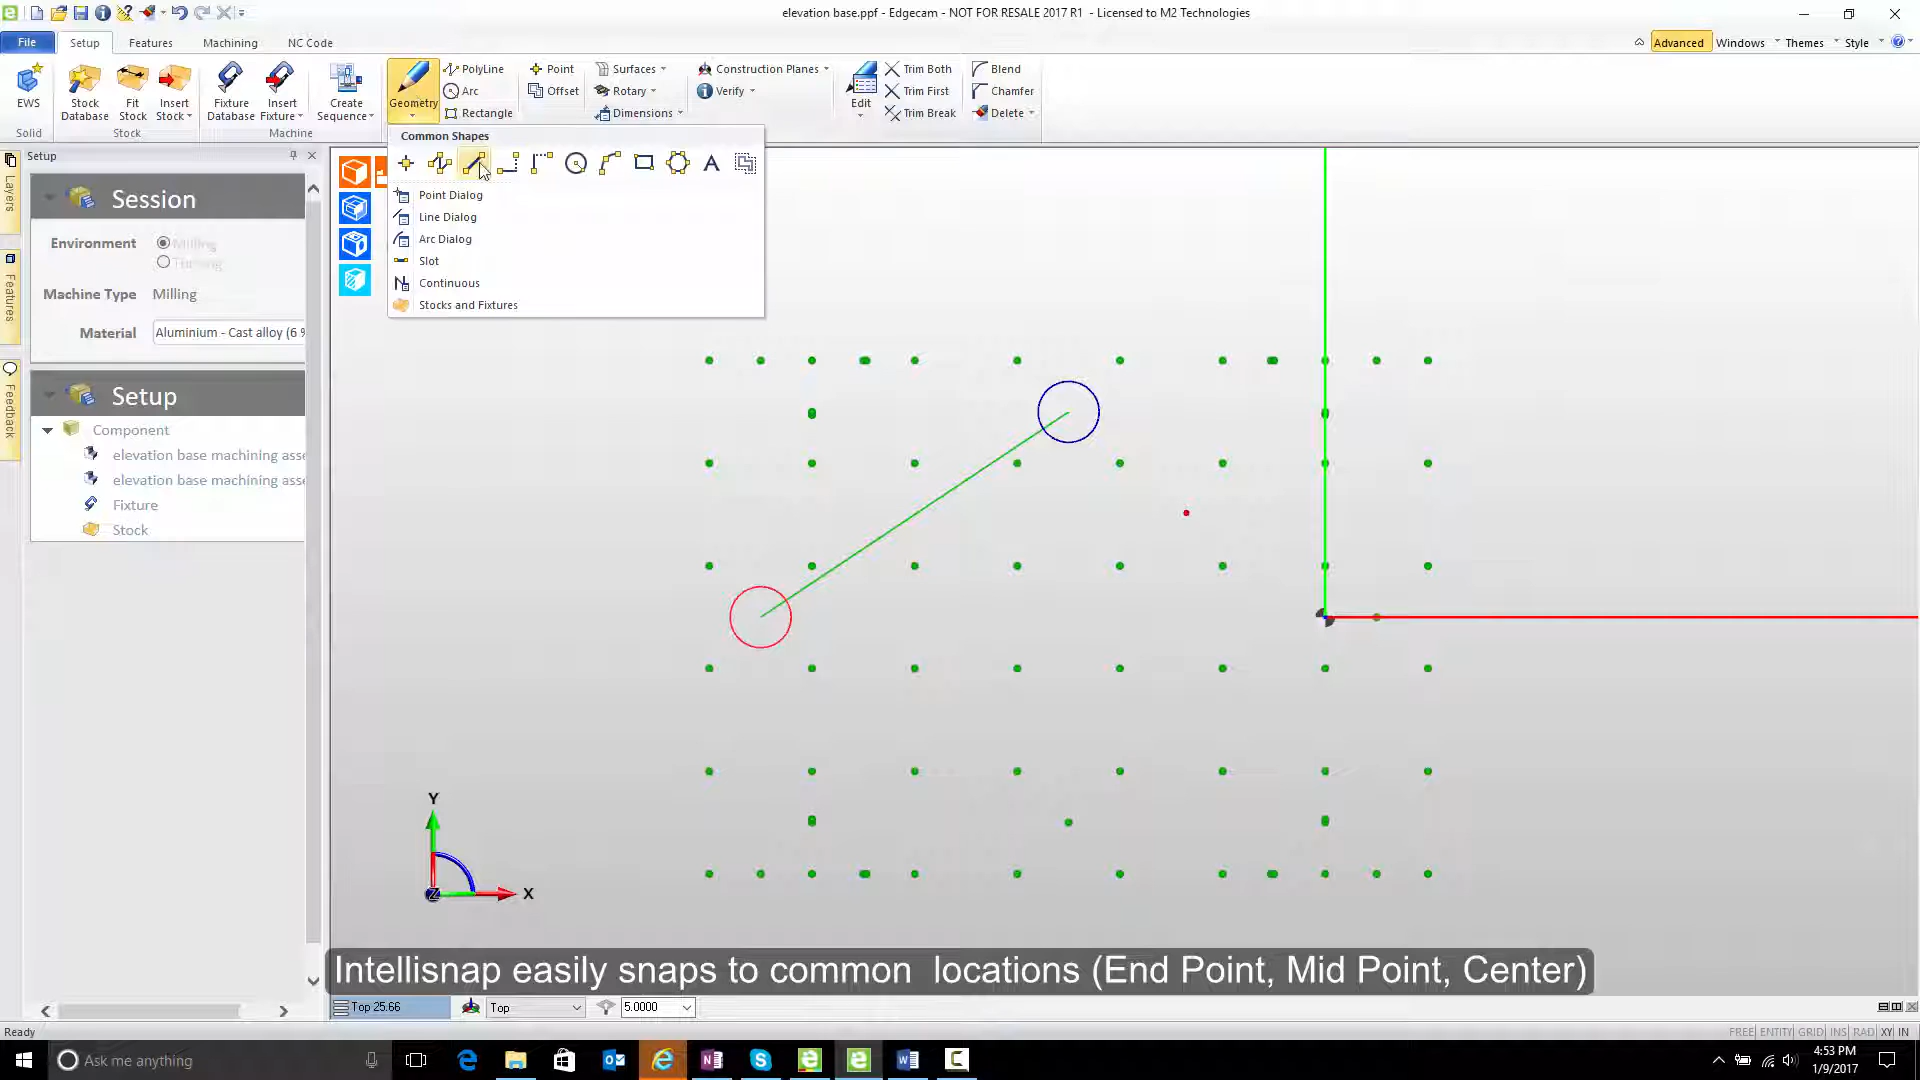 elevation base.ppf - Edgecam - NOT FOR RESALE 2017 R1 - Licensed to M2 Technologies
File Setup Features Machining NC Code Advanced Windows Themes Style
PolyLine Point Surfaces Construction Planes Trim Both Blend
Arc Offset Rotary Verify Trim First Chamfer
Rectangle Dimensions Trim Break Delete
EWS Stock Database Fit Stock Insert Stock Fixture Database Insert Fixture Create Sequence Geometry Edit
Solid Stock Machine
Common Shapes
A
Point Dialog
Line Dialog
Arc Dialog
Slot
Continuous
Stocks and Fixtures
Layers
Features
Feedback
Setup
Session
Environment Milling
Turning
Machine Type Milling
Material Aluminium - Cast alloy (6 %
Setup
Component
elevation base machining asse
elevation base machining asse
Fixture
Stock
Y
Z
X
Intellisnap easily snaps to common locations (End Point, Mid Point, Center)
Top 25.66 Top 5.0000
Ready FREE ENTITY GRID INS RAD XY IN
Ask me anything
4:53 PM
1/9/2017